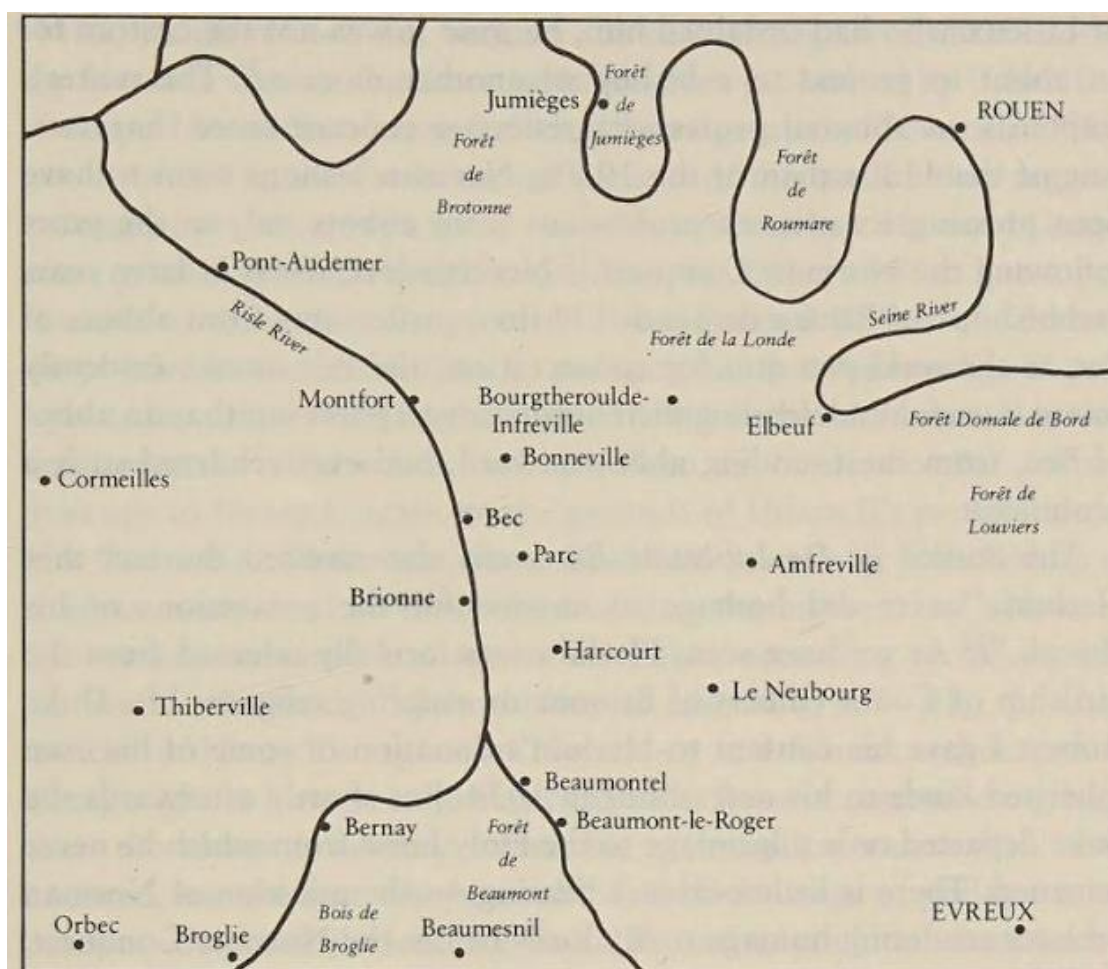 Forêt
de
Jumièges
Jumièges
ROUEN
Forêt
de
Brotonne
Forêt
de
Roumare
Pont-Audemer
Risle River
Seine River
Forêt de la Londe
Montfort
Bourgtheroulde-
Infreville
Elbeuf
Forêt Domale de Bord
Bonneville
Cormeilles
Forêt de
Louviers
Bec
Parc
Amfreville
Brionne
Harcourt
Le Neubourg
Thiberville
Beaumontel
Beaumont-le-Roger
Bernay
Forêt
de
Beaumont
Orbec
Broglie
Bois de
Broglie
Beaumesnil
EVREUX